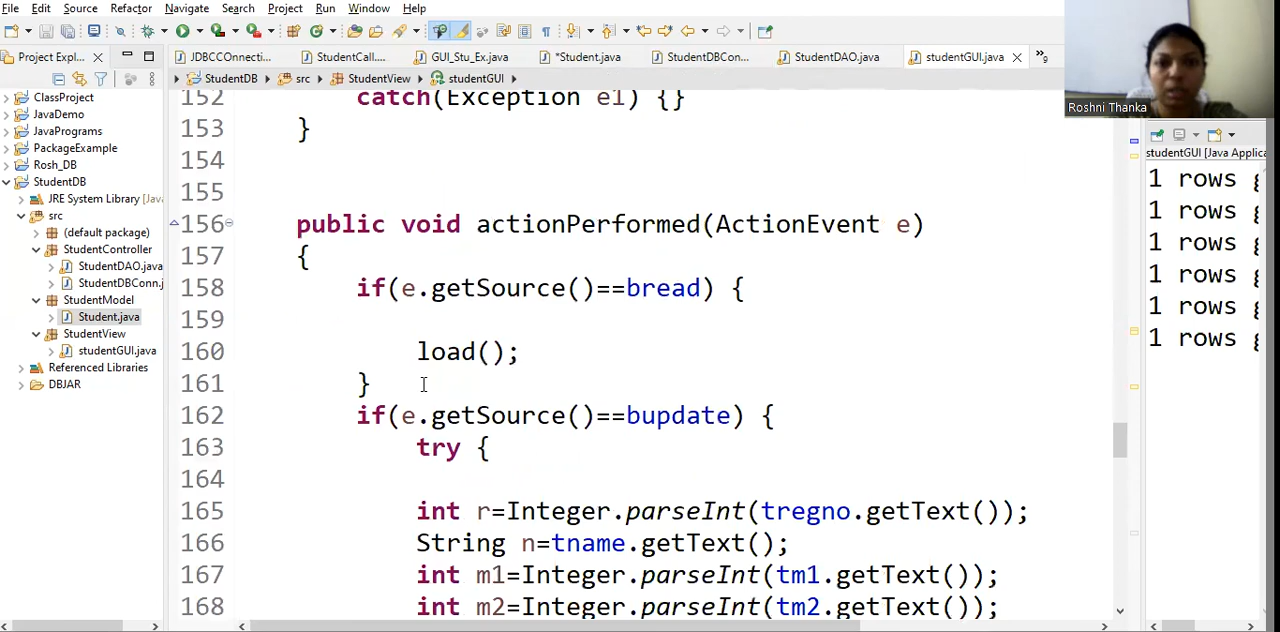 File Edit Source Refactor Navigate Search Project Run Window Help
Project Expl...
JDBCCOnnecti...
StudentCall....
GUI_Stu_Ex.java
*Student.java
StudentDBCon...
StudentDAO.java
studentGUI.java
»9
StudentDB
src
StudentView
studentGUI
ClassProject
JavaDemo
JavaPrograms
PackageExample
Rosh_DB
StudentDB
JRE System Library [Java
src
(default package)
StudentController
StudentDAO.java
StudentDBConn.j
StudentModel
Student.java
StudentView
studentGUI.java
Referenced Libraries
DBJAR
152 catch(Exception e1) {}
153 }
154
155
156 public void actionPerformed(ActionEvent e)
157 {
158 if(e.getSource()==bread) {
159
160 load();
161 }
162 if(e.getSource()==bupdate) {
163 try {
164
165 int r=Integer.parseInt(tregno.getText());
166 String n=tname.getText();
167 int m1=Integer.parseInt(tm1.getText());
168 int m2=Integer.parseInt(tm2.getText());
Roshni Thanka
studentGUI [Java Applica
1 rows g
1 rows g
1 rows g
1 rows g
1 rows g
1 rows g